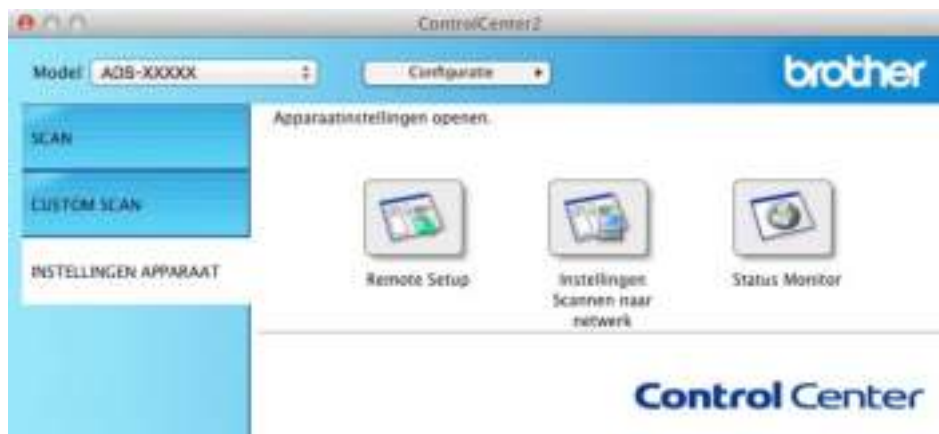 ControlCenter2
Model ADS-XXXXX Configuratie
brother
SCAN
CUSTOM SCAN
INSTELLINGEN APPARAAT
Apparaatinstellingen openen.
Remote Setup
Instellingen
Scannen naar
netwerk
Status Monitor
Control Center